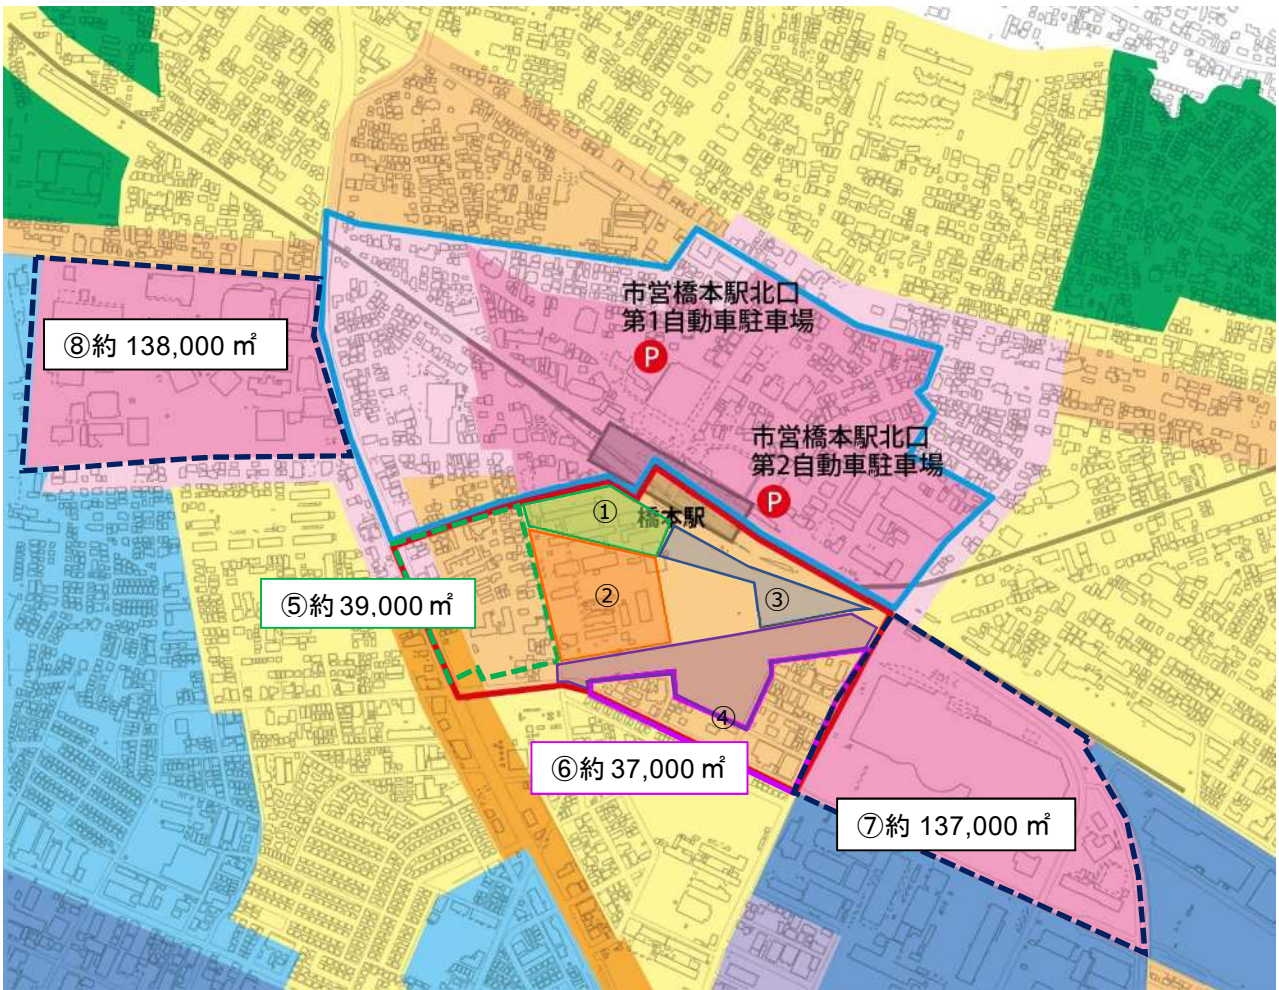 市営橋本駅北口
第1自動車駐車場
P
⑧約 138,000 ㎡
市営橋本駅北口
第2自動車駐車場
P
①
橋本駅
②
③
⑤約 39,000 ㎡
④
⑥約 37,000 ㎡
⑦約 137,000 ㎡